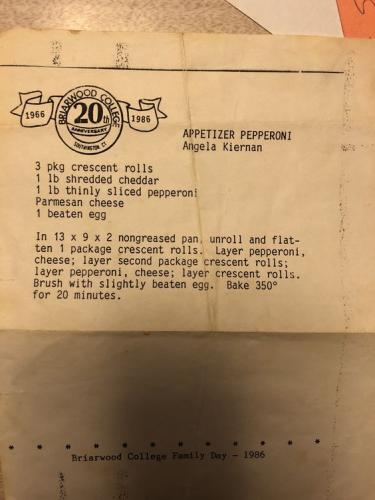 1966
BRIARWOOD COLLEGE
20th
ANNIVERSARY
SOUTHINGTON, CT
1986
APPETIZER PEPPERONI
Angela Kiernan
3 pkg crescent rolls
1 lb shredded cheddar
1 lb thinly sliced pepperoni
Parmesan cheese
1 beaten egg
In 13 x 9 x 2 nongreased pan, unroll and flat-
ten 1 package crescent rolls. Layer pepperoni,
cheese; layer second package crescent rolls;
layer pepperoni, cheese; layer crescent rolls.
Brush with slightly beaten egg. Bake 350°
for 20 minutes.
* * * * * * * * * * * *
Briarwood College Family Day - 1986